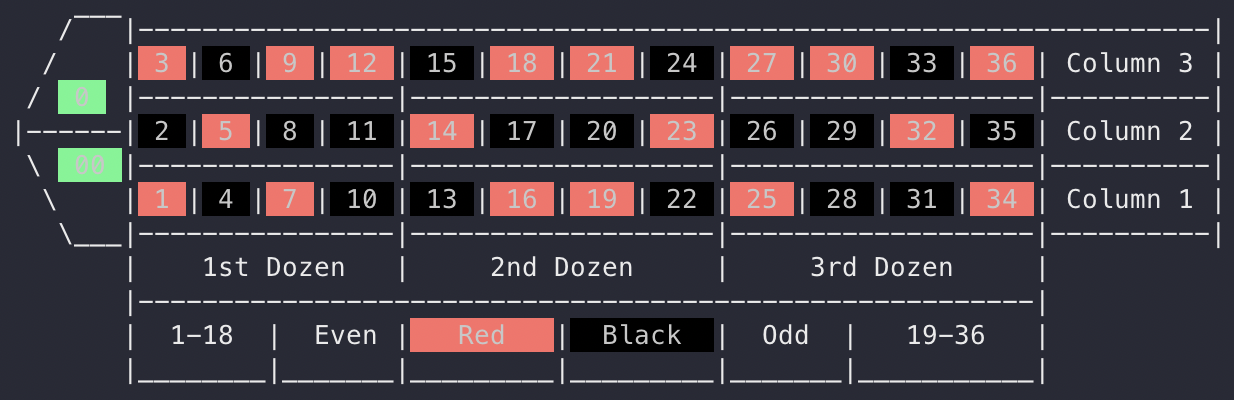 3 | 6 | 9 | 12 | 15 | 18 | 21 | 24 | 27 | 30 | 33 | 36 | Column 3
0
2 | 5 | 8 | 11 | 14 | 17 | 20 | 23 | 26 | 29 | 32 | 35 | Column 2
00
1 | 4 | 7 | 10 | 13 | 16 | 19 | 22 | 25 | 28 | 31 | 34 | Column 1
1st Dozen | 2nd Dozen | 3rd Dozen
1-18 | Even | Red | Black | Odd | 19-36